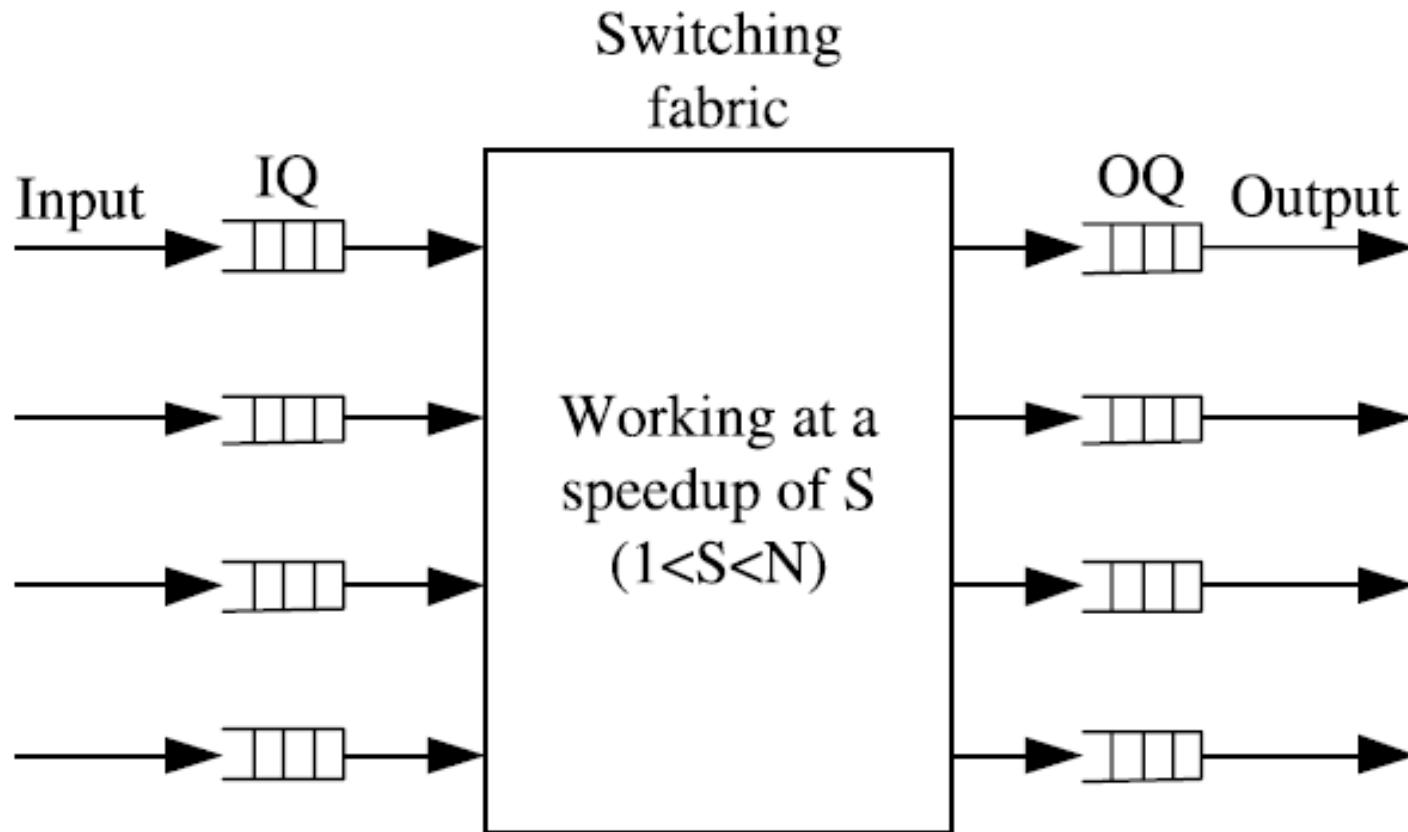 Switching
fabric
Input
IQ
OQ
Output
Working at a
speedup of S
(1<S<N)